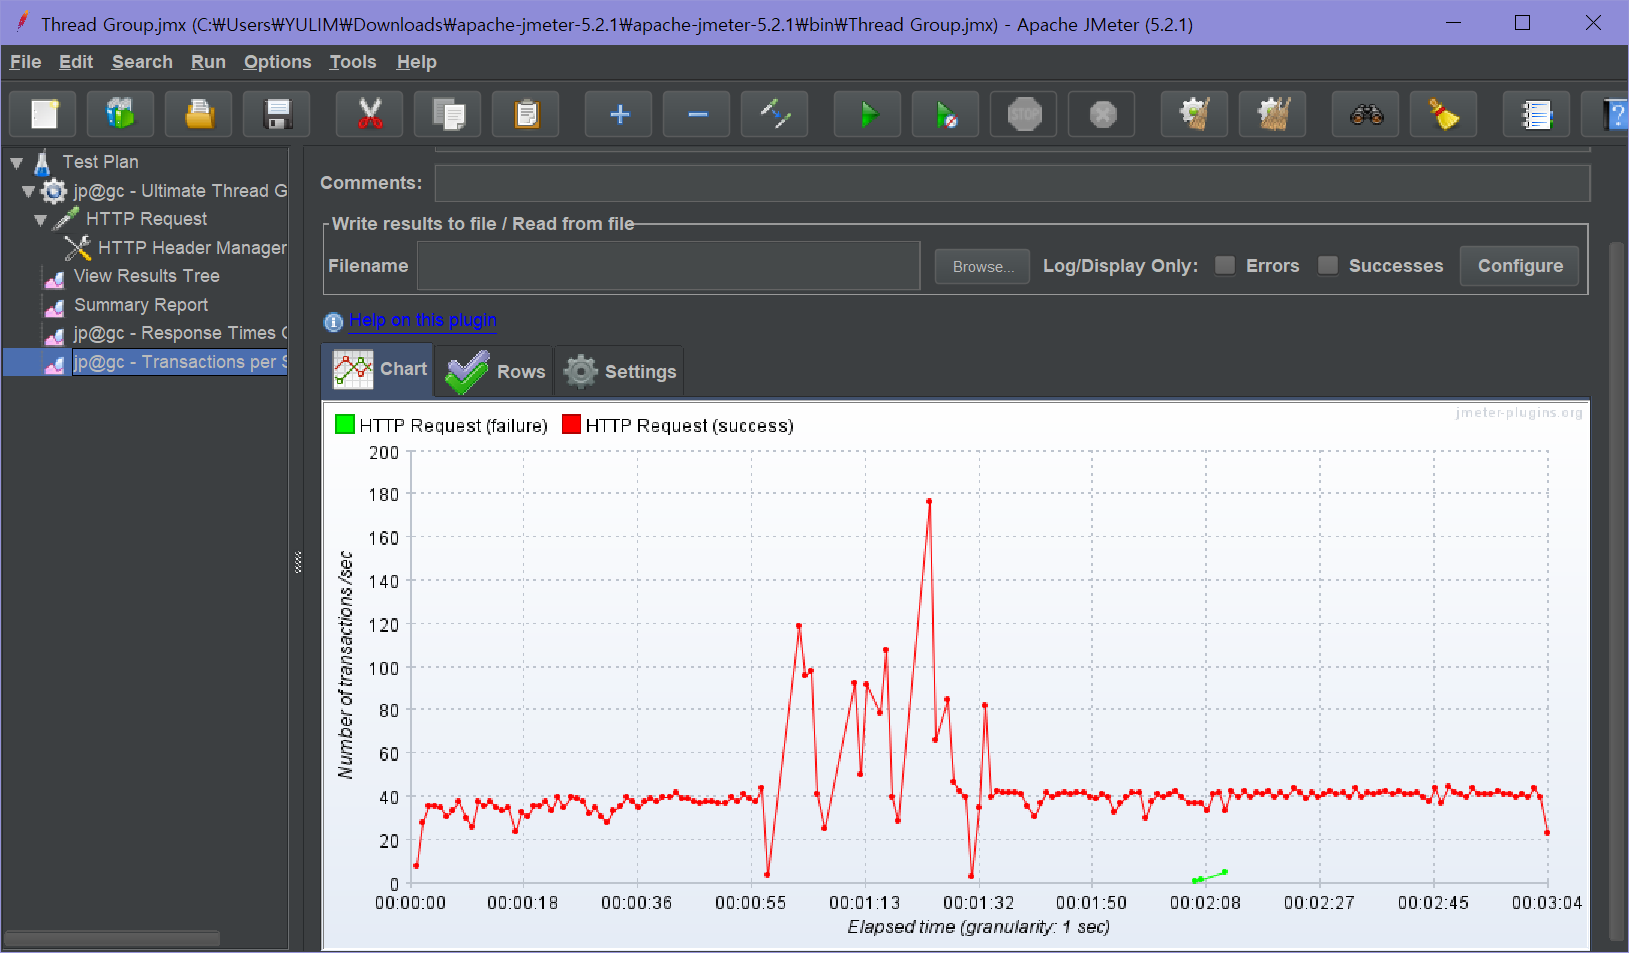 Thread Group.jmx (C:₩Users₩YULIM₩Downloads₩apache-jmeter-5.2.1₩apache-jmeter-5.2.1₩bin₩Thread Group.jmx) - Apache JMeter (5.2.1)
File Edit Search Run Options Tools Help
STOP
Test Plan
jp@gc - Ultimate Thread G
HTTP Request
HTTP Header Manager
View Results Tree
Summary Report
jp@gc - Response Times
jp@gc - Transactions per S
Comments:
Write results to file / Read from file
Filename Browse... Log/Display Only: Errors Successes Configure
Help on this plugin
Chart Rows Settings
jmeter-plugins.org
HTTP Request (failure) HTTP Request (success)
200
180
160
140
120
100
80
60
40
20
0
Number of transactions /sec
00:00:00 00:00:18 00:00:36 00:00:55 00:01:13 00:01:32 00:01:50 00:02:08 00:02:27 00:02:45 00:03:04
Elapsed time (granularity: 1 sec)